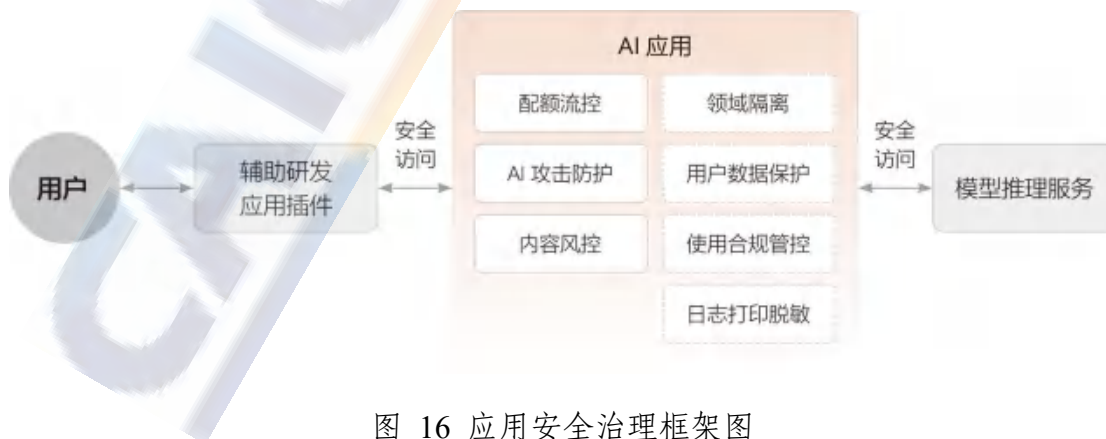 AI 应用
配额流控
领域隔离
安全
访问
安全
访问
用户
辅助研发
应用插件
AI 攻击防护
用户数据保护
模型推理服务
内容风控
使用合规管控
日志打印脱敏
图 16 应用安全治理框架图